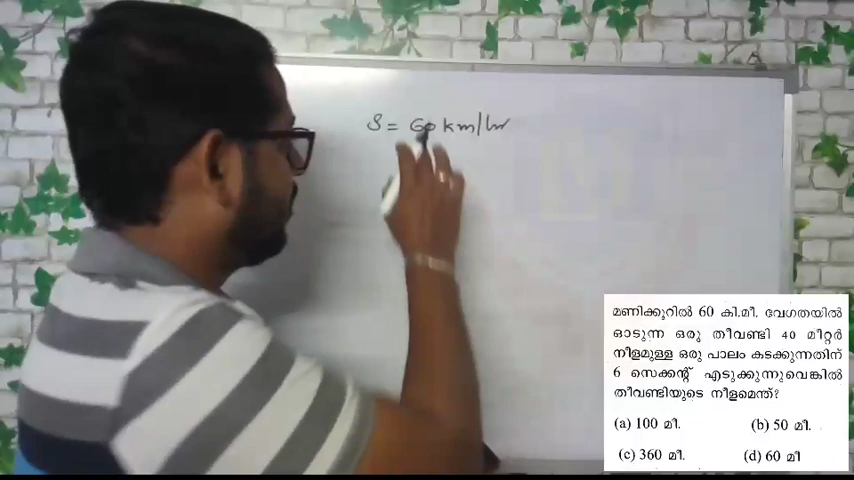 S = 60 km/hr
മണിക്കൂറിൽ 60 കി.മീ. വേഗതയിൽ
ഓടുന്ന ഒരു തീവണ്ടി 40 മീറ്റർ
നീളമുള്ള ഒരു പാലം കടക്കുന്നതിന്
6 സെക്കന്റ് എടുക്കുന്നുവെങ്കിൽ
തീവണ്ടിയുടെ നീളമെന്ത്?
(a) 100 മീ. (b) 50 മി.
(c) 360 മീ. (d) 60 മീ